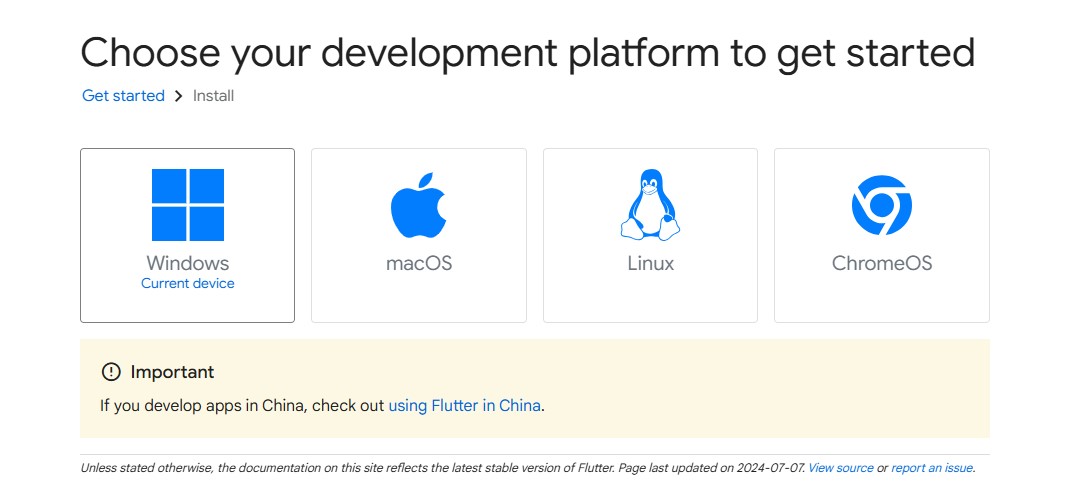 Choose your development platform to get started
Get started > Install
Windows
Current device
macOS
Linux
ChromeOS
Important
If you develop apps in China, check out using Flutter in China.
Unless stated otherwise, the documentation on this site reflects the latest stable version of Flutter. Page last updated on 2024-07-07. View source or report an issue.